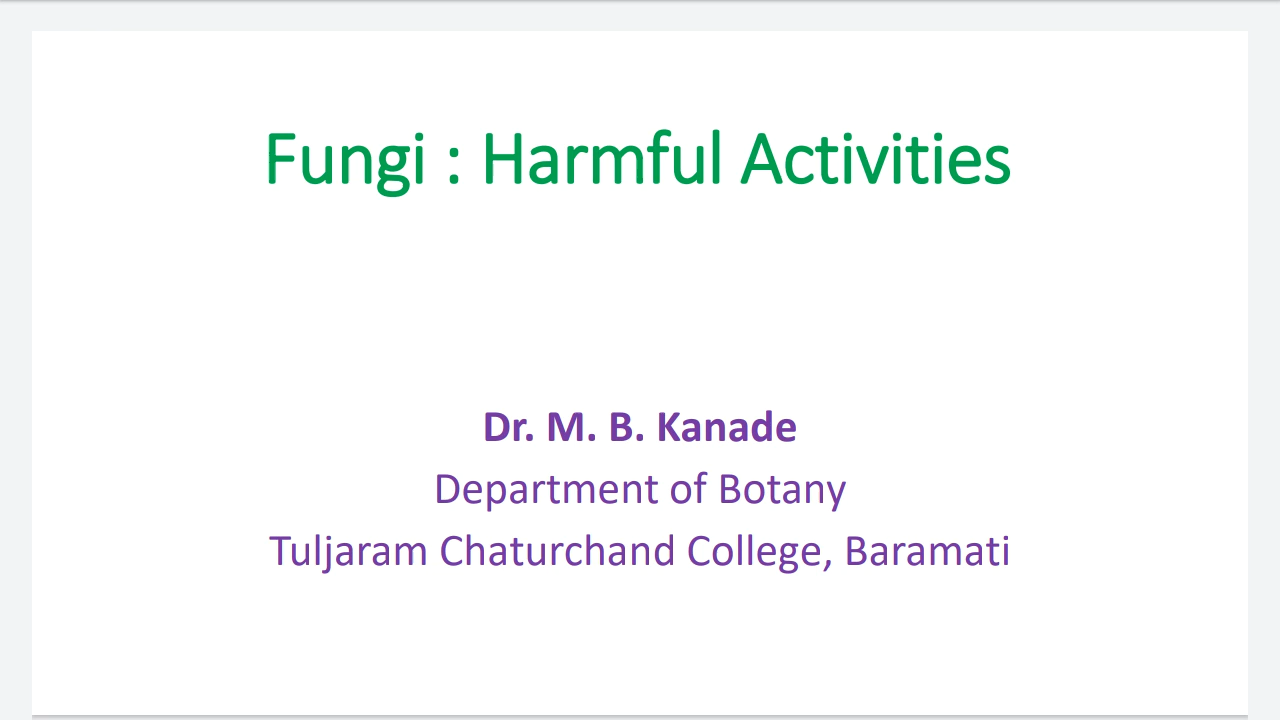 Fungi : Harmful Activities
Dr. M. B. Kanade
Department of Botany
Tuljaram Chaturchand College, Baramati